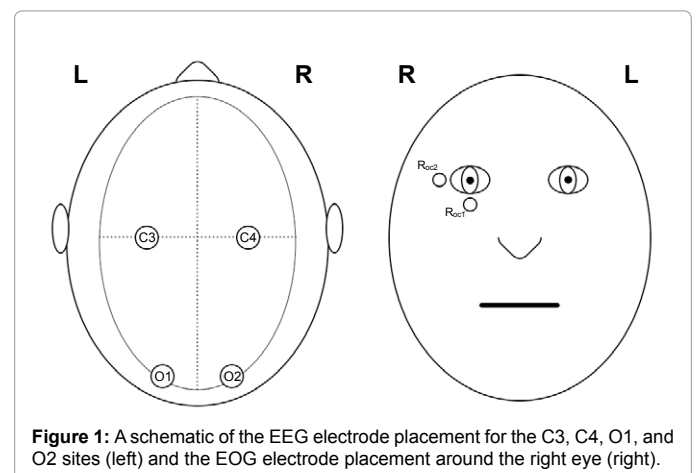 L R R L
Roc2
Roc1
C3 C4
O1 O2
Figure 1: A schematic of the EEG electrode placement for the C3, C4, O1, and
O2 sites (left) and the EOG electrode placement around the right eye (right).